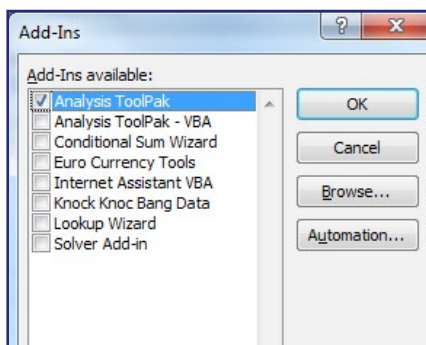 Add-Ins
Add-Ins available:
Analysis ToolPak
Analysis ToolPak - VBA
Conditional Sum Wizard
Euro Currency Tools
Internet Assistant VBA
Knock Knoc Bang Data
Lookup Wizard
Solver Add-in
OK
Cancel
Browse...
Automation...